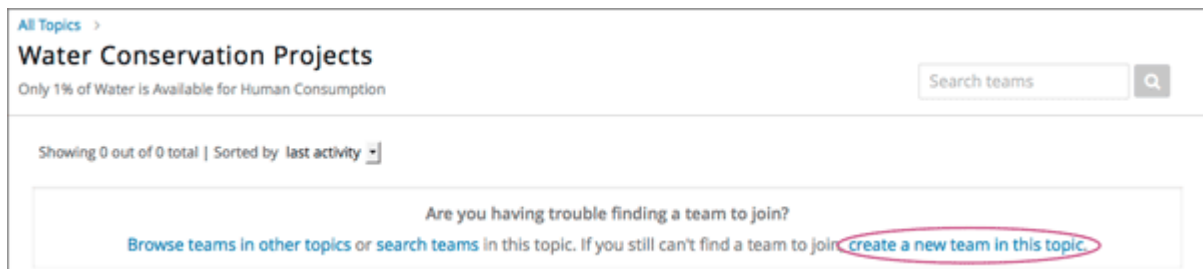 All Topics >
Water Conservation Projects
Only 1% of Water is Available for Human Consumption
Search teams
Showing 0 out of 0 total | Sorted by last activity
Are you having trouble finding a team to join?
Browse teams in other topics or search teams in this topic. If you still can't find a team to join, create a new team in this topic.